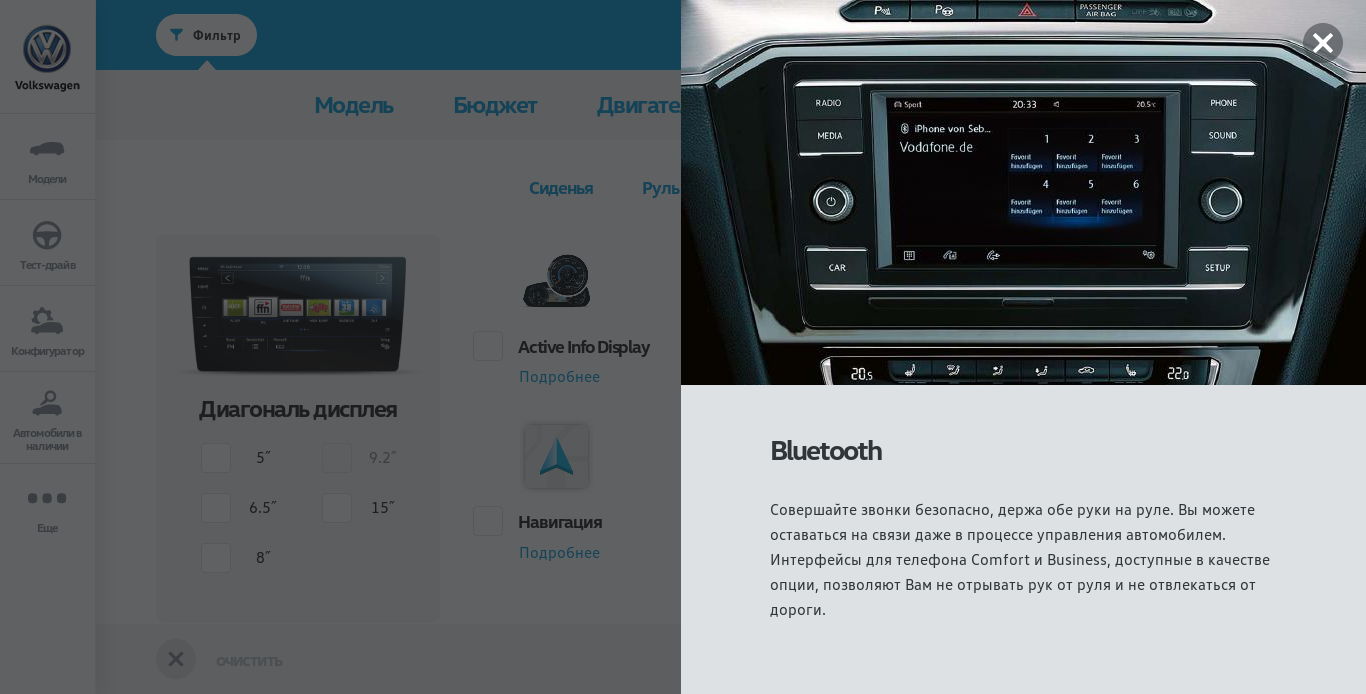 Volkswagen
Модели
Тест-драйв
Конфигуратор
Автомобили в
наличии
Еще
Фильтр
Модель Бюджет
Сиденья
Диагональ дисплея
5″ 9.2″
6.5″ 15″
8″
Active Info Display
Подробнее
Навигация
Подробнее
ОЧИСТИТЬ
PASSENGER
AIR BAG
RADIO
MEDIA
CAR
PHONE
SOUND
SETUP
Sport 20:33 20.5°C
iPhone von Seb...
Vodafone.de
1 2 3
Favorit Favorit Favorit
hinzufügen hinzufügen hinzufügen
4 5 6
Favorit Favorit Favorit
hinzufügen hinzufügen hinzufügen
20.5 22.0
Bluetooth
Совершайте звонки безопасно, держа обе руки на руле. Вы можете
оставаться на связи даже в процессе управления автомобилем.
Интерфейсы для телефона Comfort и Business, доступные в качестве
опции, позволяют Вам не отрывать рук от руля и не отвлекаться от
дороги.